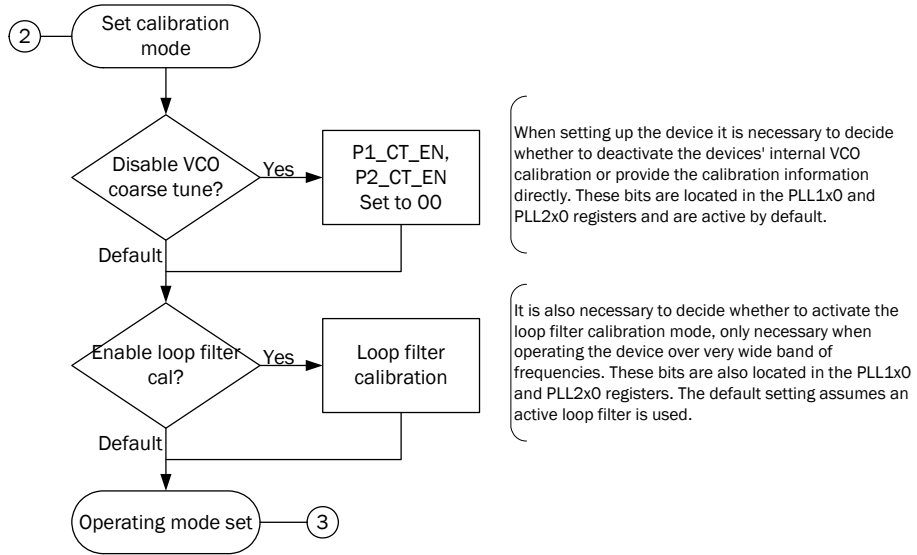 2
Set calibration
mode
Disable VCO
coarse tune?
Yes
P1_CT_EN,
P2_CT_EN
Set to 00
When setting up the device it is necessary to decide
whether to deactivate the devices' internal VCO
calibration or provide the calibration information
directly. These bits are located in the PLL1x0 and
PLL2x0 registers and are active by default.
Default
Enable loop filter
cal?
Yes
Loop filter
calibration
It is also necessary to decide whether to activate the
loop filter calibration mode, only necessary when
operating the device over very wide band of
frequencies. These bits are also located in the PLL1x0
and PLL2x0 registers. The default setting assumes an
active loop filter is used.
Default
Operating mode set
3